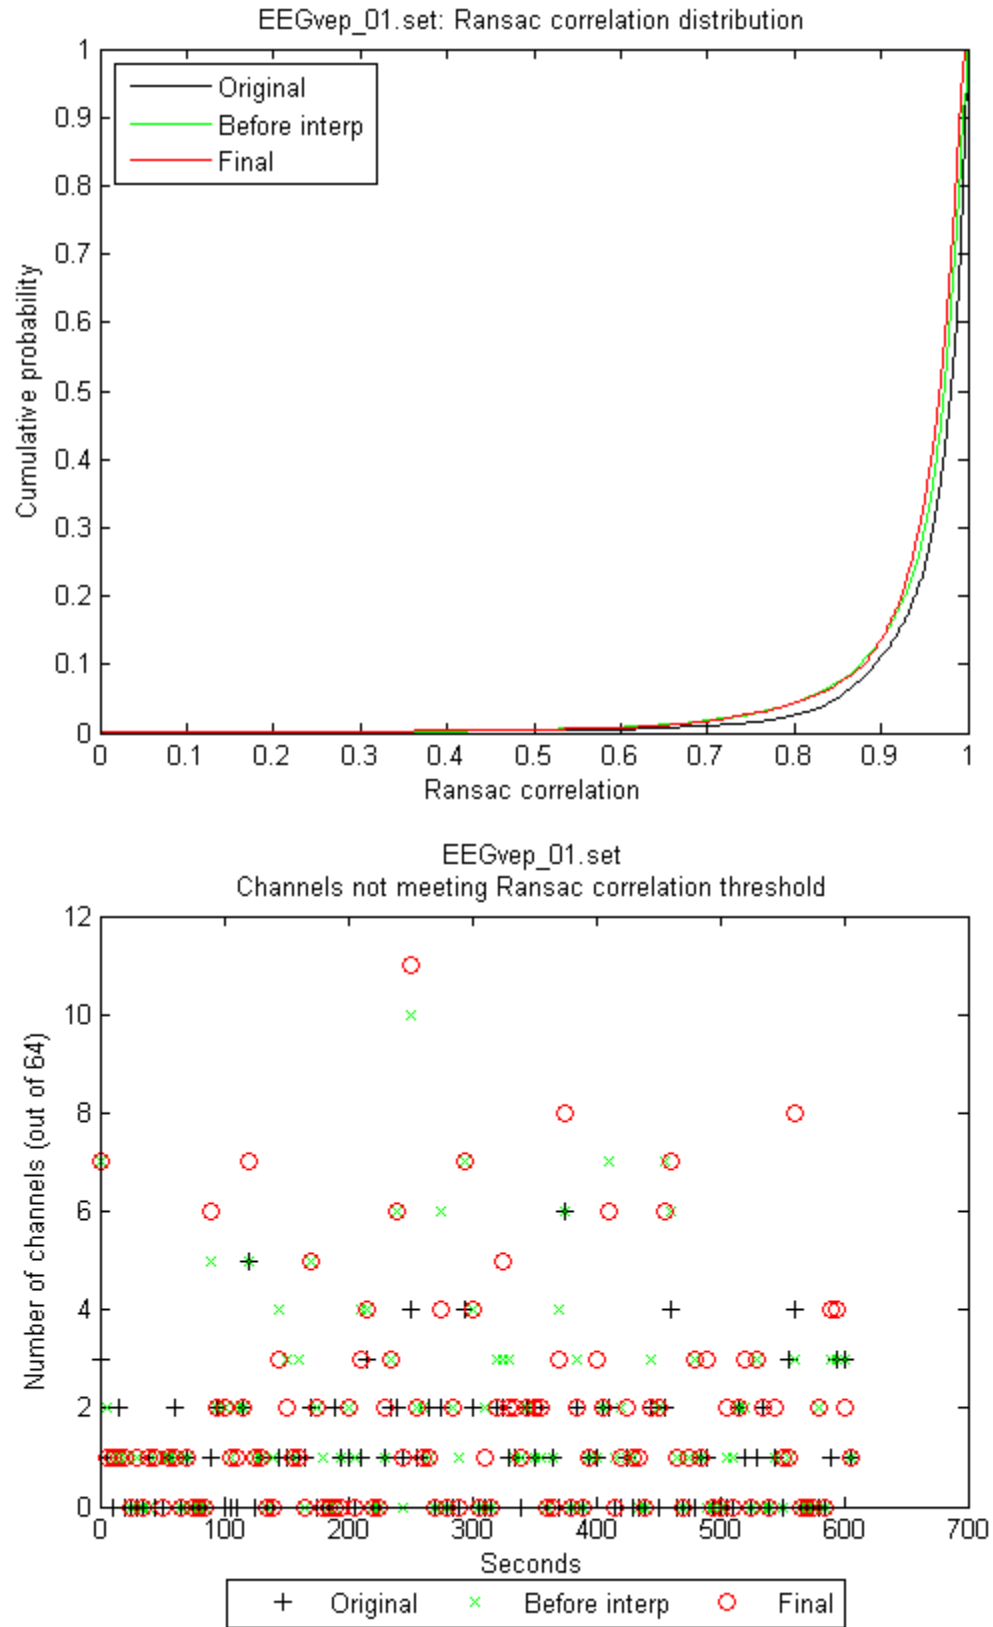 EEGvep_01.set: Ransac correlation distribution
1
0.9
0.8
0.7
0.6
0.5
0.4
0.3
0.2
0.1
0
Cumulative probability
Original
Before interp
Final
0 0.1 0.2 0.3 0.4 0.5 0.6 0.7 0.8 0.9 1
Ransac correlation
EEGvep_01.set
Channels not meeting Ransac correlation threshold
12
10
8
6
4
2
0
Number of channels (out of 64)
0 100 200 300 400 500 600 700
Seconds
Original Before interp Final